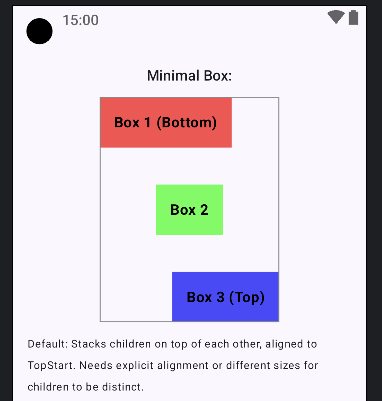 15:00
Minimal Box:
Box 1 (Bottom)
Box 2
Box 3 (Top)
Default: Stacks children on top of each other, aligned to
TopStart. Needs explicit alignment or different sizes for
children to be distinct.